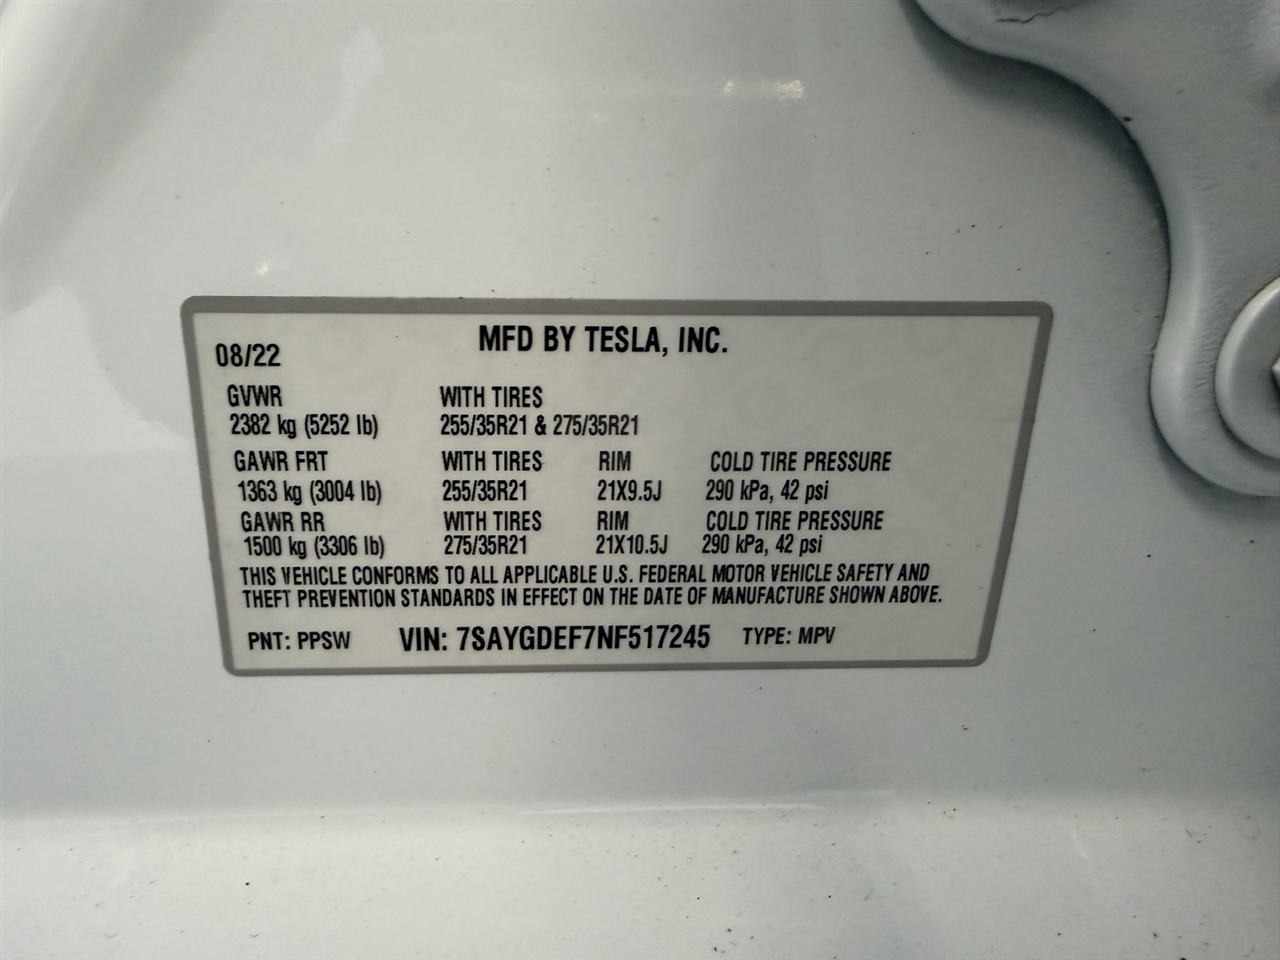 MFD BY TESLA, INC.
08/22
GVWR WITH TIRES
2382 kg (5252 lb) 255/35R21 & 275/35R21
GAWR FRT WITH TIRES RIM COLD TIRE PRESSURE
1363 kg (3004 lb) 255/35R21 21X9.5J 290 kPa, 42 psi
GAWR RR WITH TIRES RIM COLD TIRE PRESSURE
1500 kg (3306 lb) 275/35R21 21X10.5J 290 kPa, 42 psi
THIS VEHICLE CONFORMS TO ALL APPLICABLE U.S. FEDERAL MOTOR VEHICLE SAFETY AND
THEFT PREVENTION STANDARDS IN EFFECT ON THE DATE OF MANUFACTURE SHOWN ABOVE.
PNT: PPSW VIN: 7SAYGDEF7NF517245 TYPE: MPV